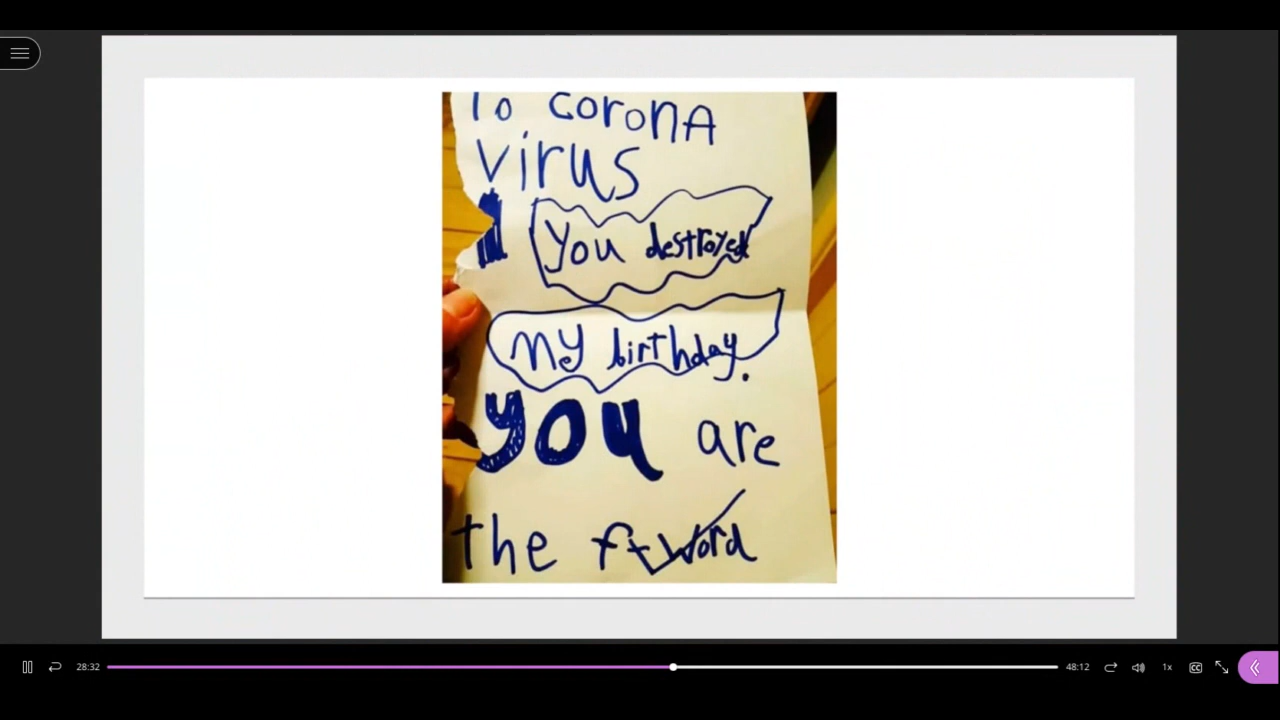 To corona
virus
You destroyed
My birthday.
You are
the f word
28:32
48:12
1x
CC